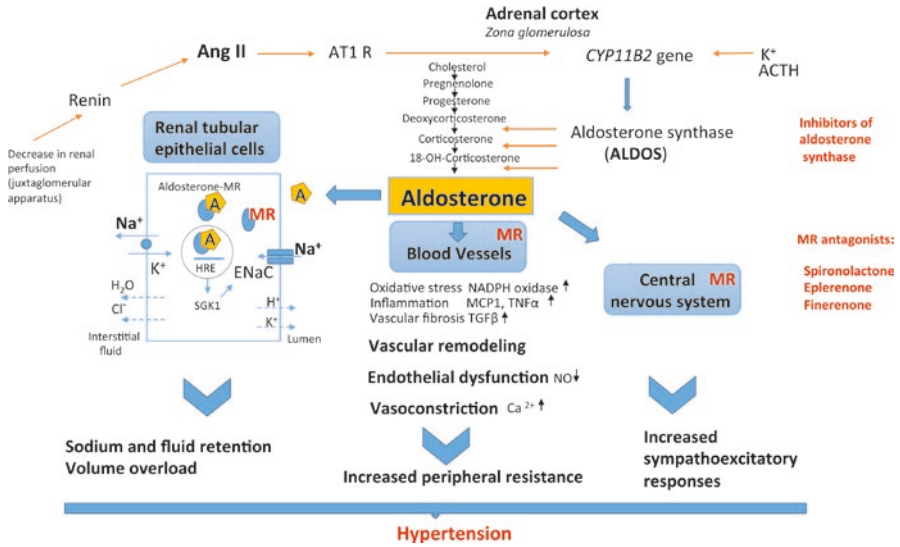 Adrenal cortex
Zona glomerulosa
Ang II
AT1 R
CYP11B2 gene
K⁺
ACTH
Renin
Cholesterol
Pregnenolone
Progesterone
Deoxycorticosterone
Corticosterone
18-OH-Corticosterone
Aldosterone synthase
(ALDOS)
Inhibitors of
aldosterone
synthase
Decrease in renal
perfusion
(juxtaglomerular
apparatus)
Renal tubular
epithelial cells
Aldosterone-MR
A
A
A
MR
Na⁺
K⁺
HRE
SGK1
ENaC
Na⁺
H₂O
Cl⁻
H⁺
K⁺
Interstitial
fluid
Lumen
Aldosterone
MR
Blood Vessels
Oxidative stress NADPH oxidase ↑
Inflammation MCP1, TNFα ↑
Vascular fibrosis TGFβ ↑
Vascular remodeling
Endothelial dysfunction NO↓
Vasoconstriction Ca ²⁺ ↑
Central MR
nervous system
MR antagonists:
Spironolactone
Eplerenone
Finerenone
Sodium and fluid retention
Volume overload
Increased peripheral resistance
Increased
sympathoexcitatory
responses
Hypertension